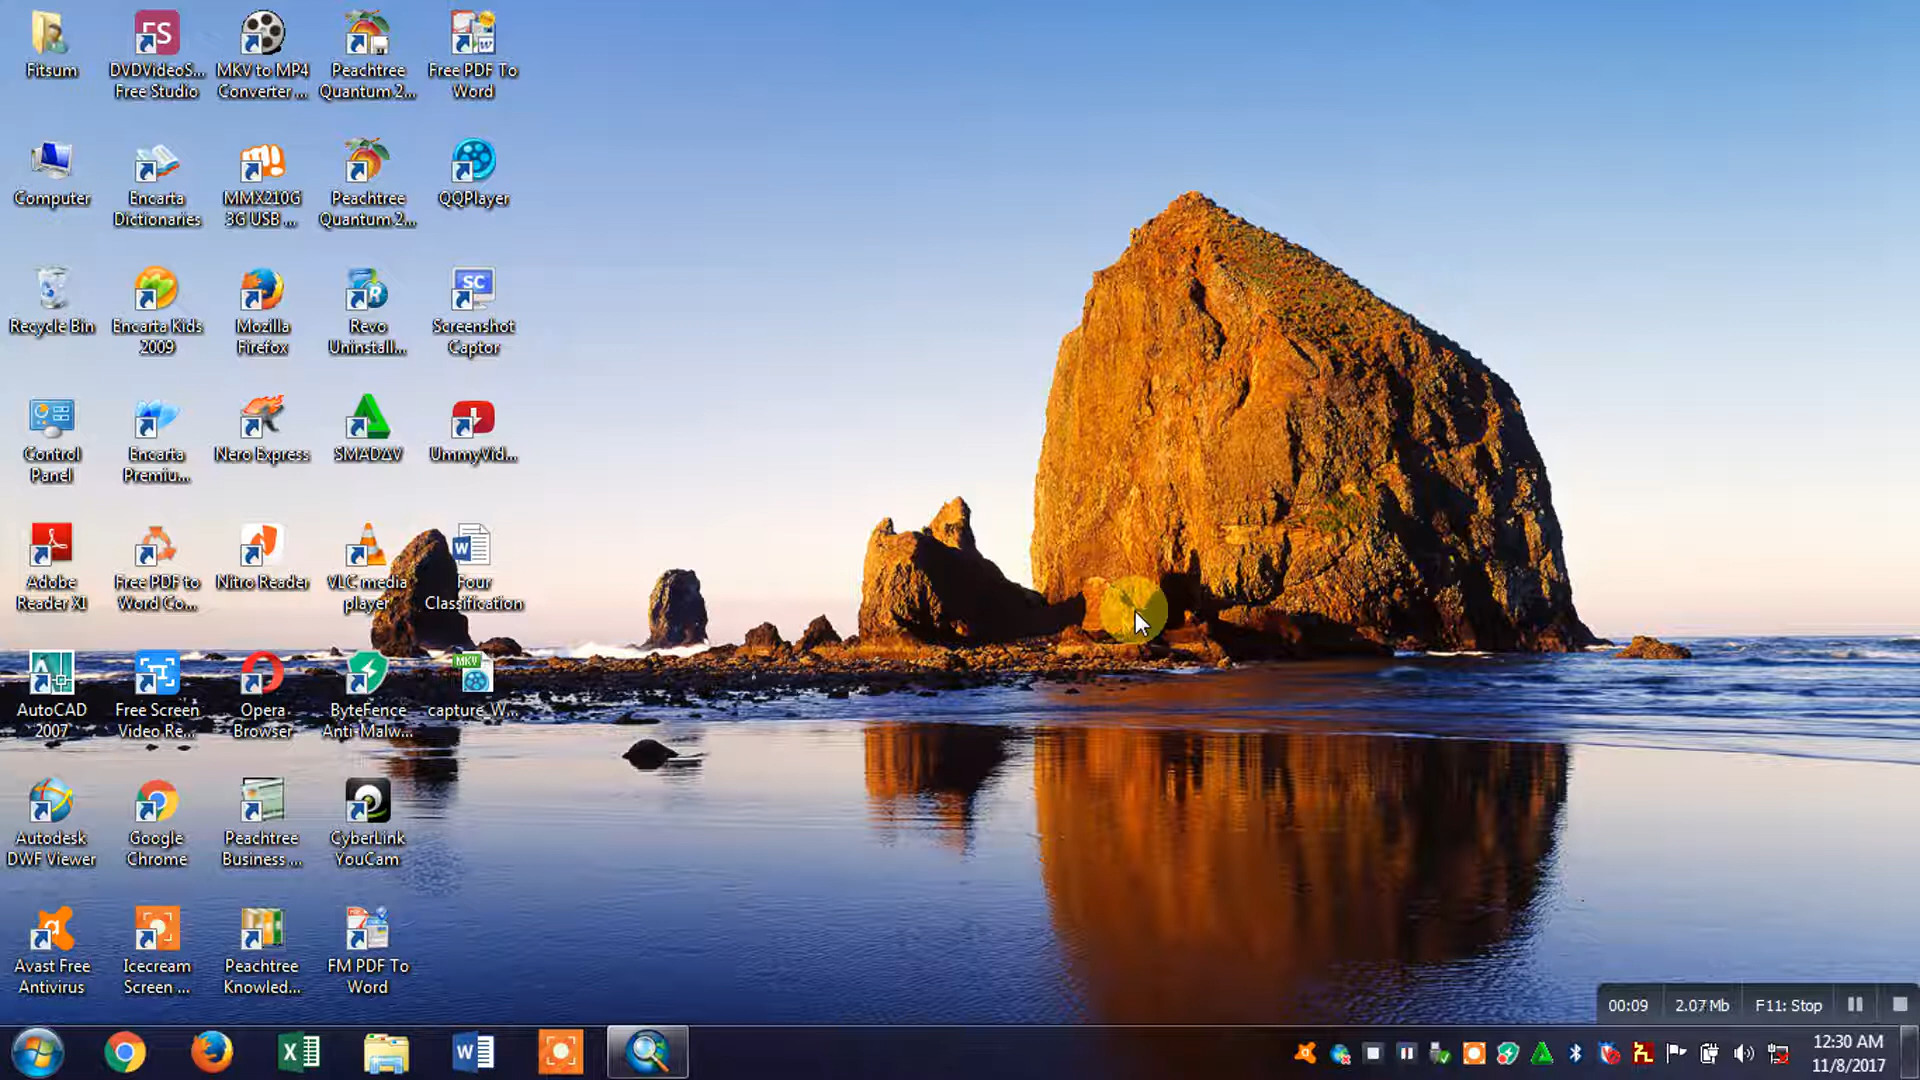 Fitsum
FS
DVDVideoS...
Free Studio
MKV to MP4
Converter ...
Peachtree
Quantum 2...
W
Free PDF To
Word
Computer
Encarta
Dictionaries
MMX210G
3G USB ...
Peachtree
Quantum 2...
QQPlayer
Recycle Bin
Encarta Kids
2009
Mozilla
Firefox
R
Revo
Uninstall...
SC
Screenshot
Captor
Control
Panel
Encarta
Premiu...
Nero Express
SMADΔV
UmmyVid...
Adobe
Reader XI
Free PDF to
Word Co...
Nitro Reader
VLC media
player
W
Four
Classification
AutoCAD
2007
Free Screen
Video Re...
Opera
Browser
ByteFence
Anti-Malw...
MKV
capture_W...
Autodesk
DWF Viewer
Google
Chrome
Peachtree
Business ...
CyberLink
YouCam
Avast Free
Antivirus
Icecream
Screen ...
Peachtree
Knowled...
FM PDF To
Word
00:09 2.07Mb F11: Stop
X W
12:30 AM
11/8/2017